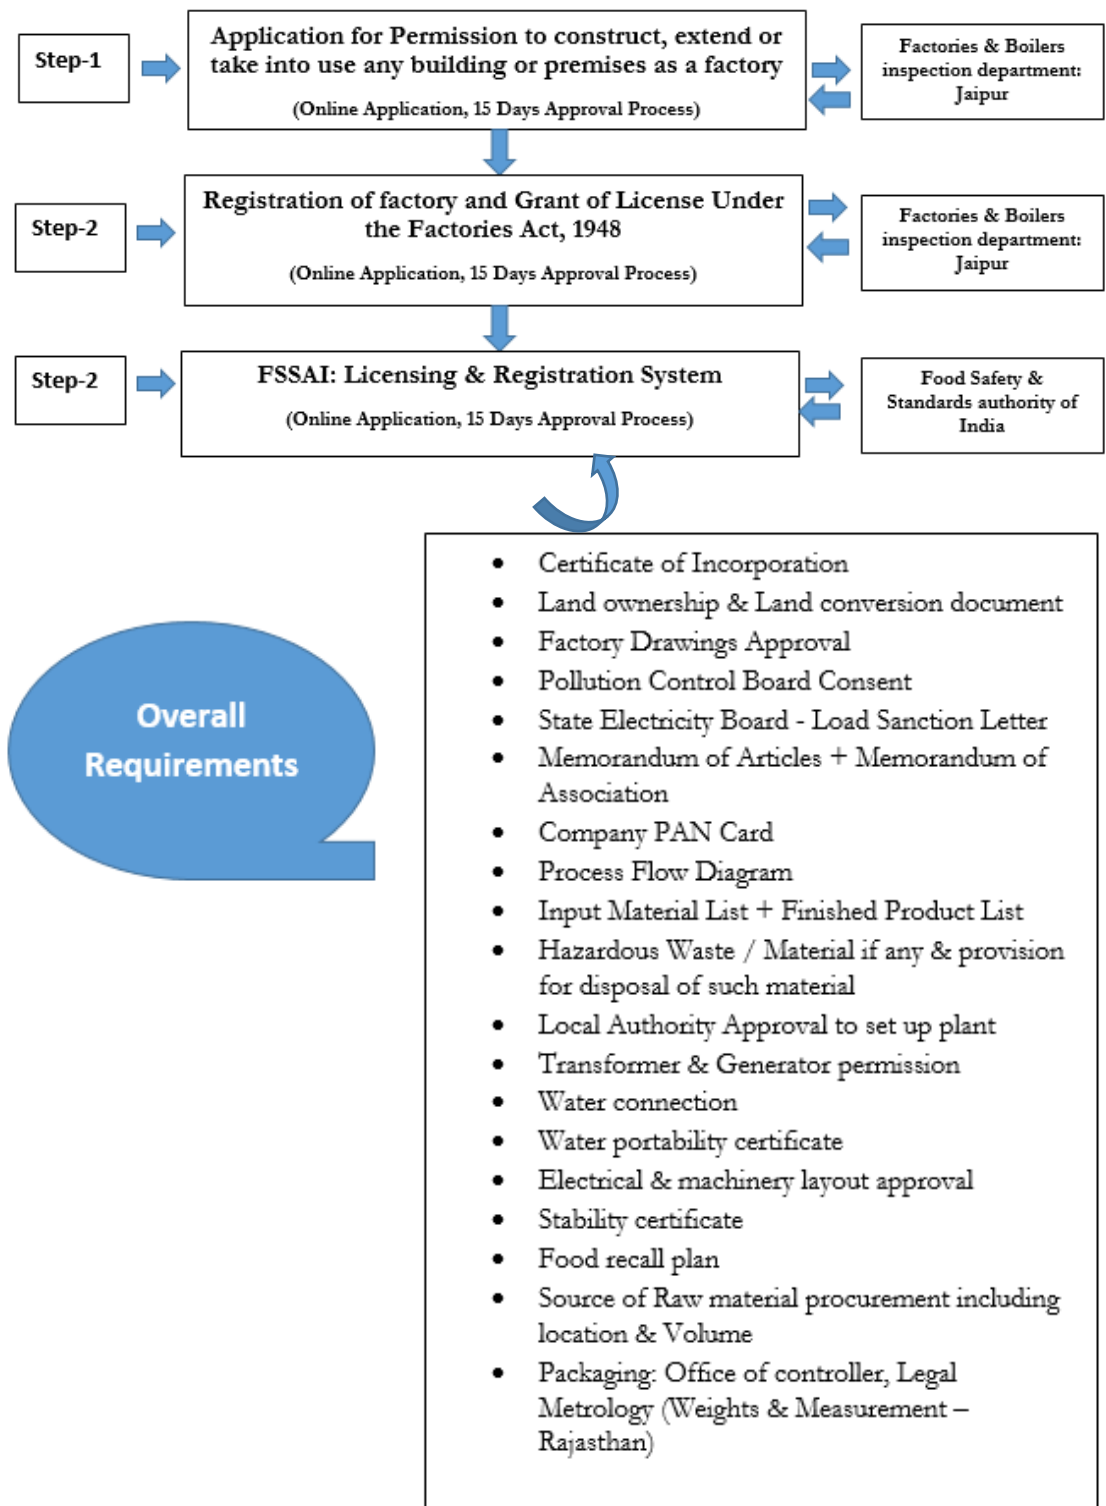 Step-1
Application for Permission to construct, extend or
take into use any building or premises as a factory
(Online Application, 15 Days Approval Process)
Factories & Boilers
inspection department:
Jaipur
Step-2
Registration of factory and Grant of License Under
the Factories Act, 1948
(Online Application, 15 Days Approval Process)
Factories & Boilers
inspection department:
Jaipur
Step-2
FSSAI: Licensing & Registration System
(Online Application, 15 Days Approval Process)
Food Safety &
Standards authority of
India
Overall
Requirements
• Certificate of Incorporation
• Land ownership & Land conversion document
• Factory Drawings Approval
• Pollution Control Board Consent
• State Electricity Board - Load Sanction Letter
• Memorandum of Articles + Memorandum of
Association
• Company PAN Card
• Process Flow Diagram
• Input Material List + Finished Product List
• Hazardous Waste / Material if any & provision
for disposal of such material
• Local Authority Approval to set up plant
• Transformer & Generator permission
• Water connection
• Water portability certificate
• Electrical & machinery layout approval
• Stability certificate
• Food recall plan
• Source of Raw material procurement including
location & Volume
• Packaging: Office of controller, Legal
Metrology (Weights & Measurement –
Rajasthan)